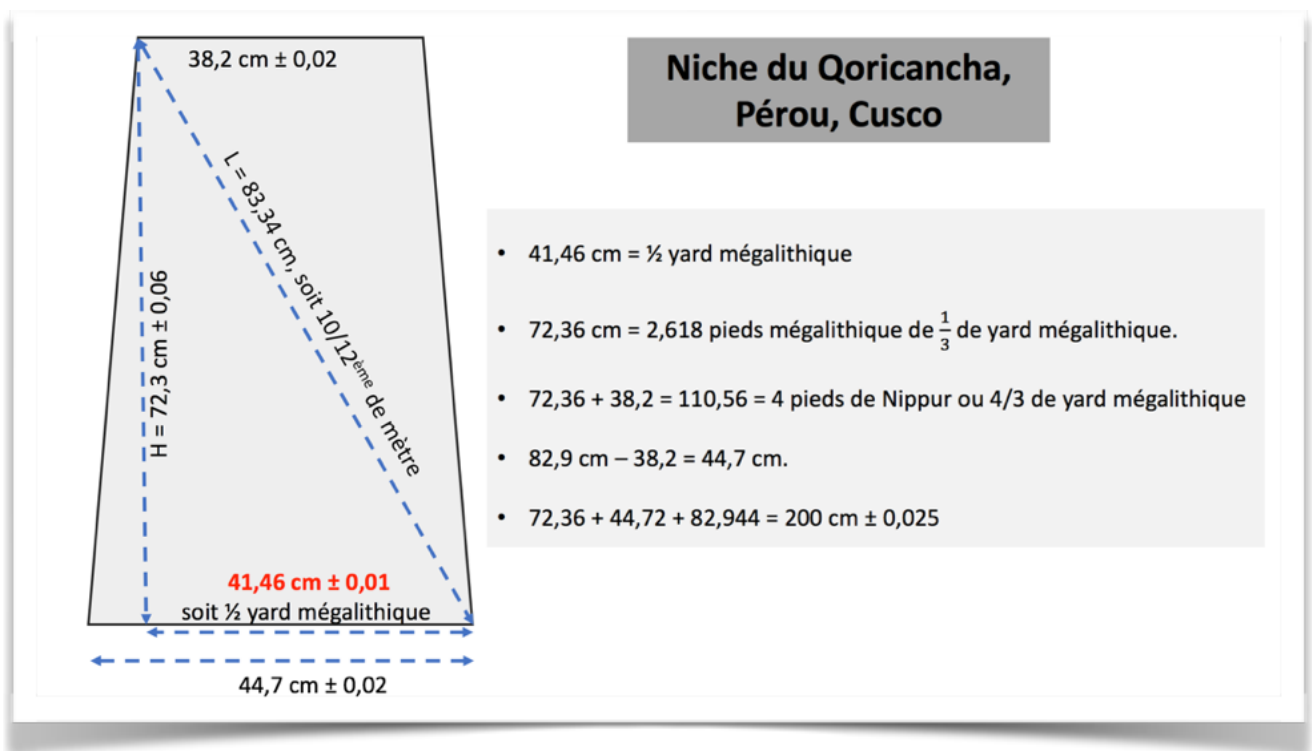 38,2 cm ± 0,02
Niche du Qoricancha,
Pérou, Cusco
L = 83,34 cm, soit 10/12ème de mètre
H = 72,3 cm ± 0,06
• 41,46 cm = ½ yard mégalithique
• 72,36 cm = 2,618 pieds mégalithique de 1/3 de yard mégalithique.
• 72,36 + 38,2 = 110,56 = 4 pieds de Nippur ou 4/3 de yard mégalithique
• 82,9 cm – 38,2 = 44,7 cm.
• 72,36 + 44,72 + 82,944 = 200 cm ± 0,025
41,46 cm ± 0,01
soit ½ yard mégalithique
44,7 cm ± 0,02